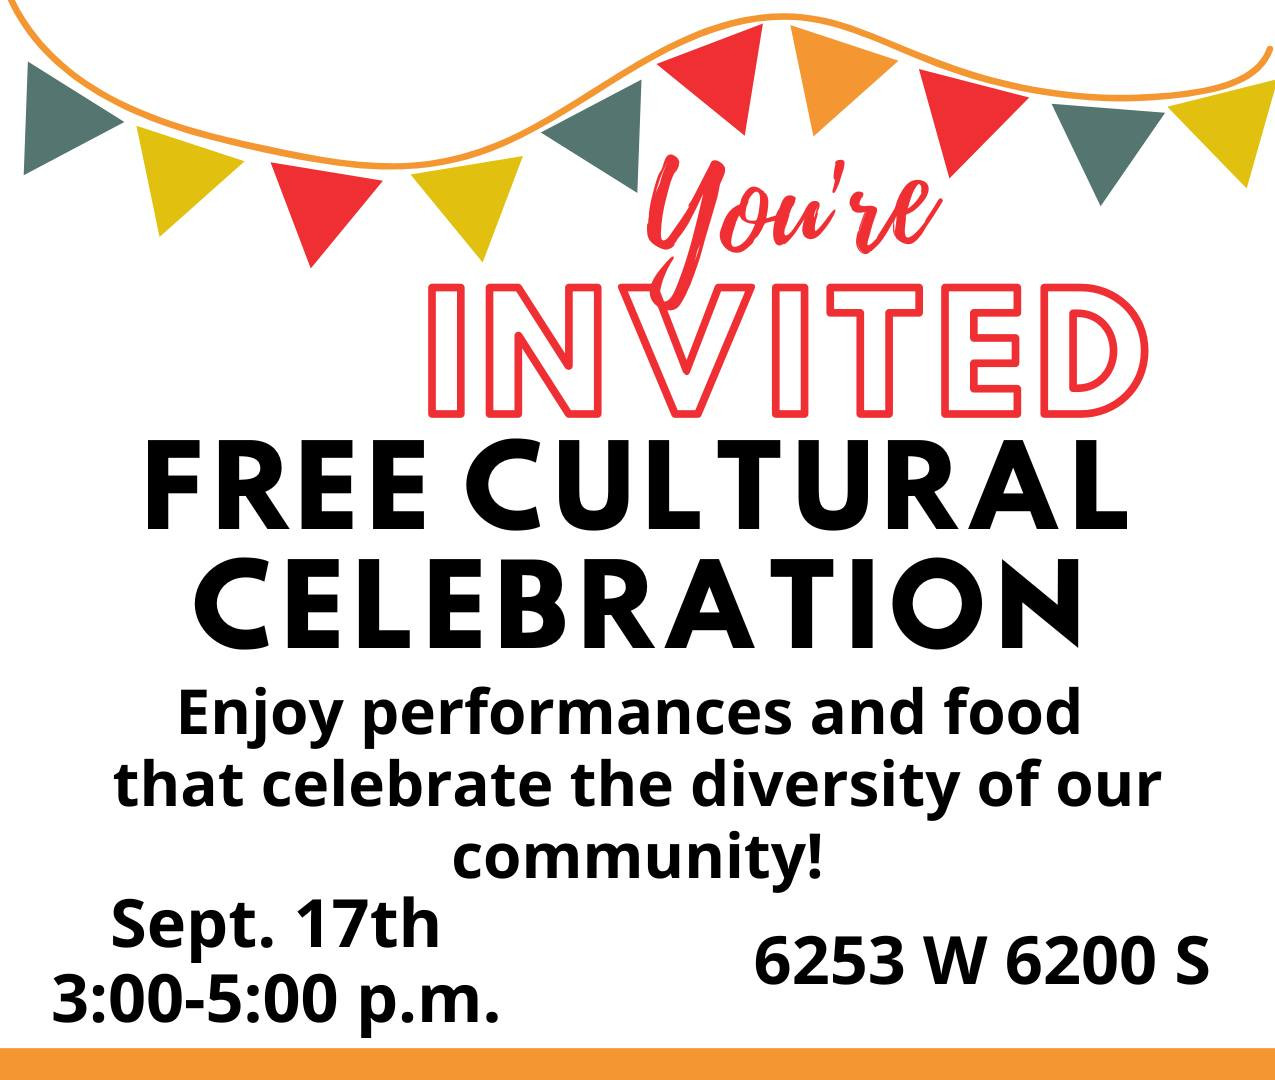 You're
INVITED
FREE CULTURAL
CELEBRATION
Enjoy performances and food
that celebrate the diversity of our
community!
Sept. 17th
3:00-5:00 p.m.
6253 W 6200 S